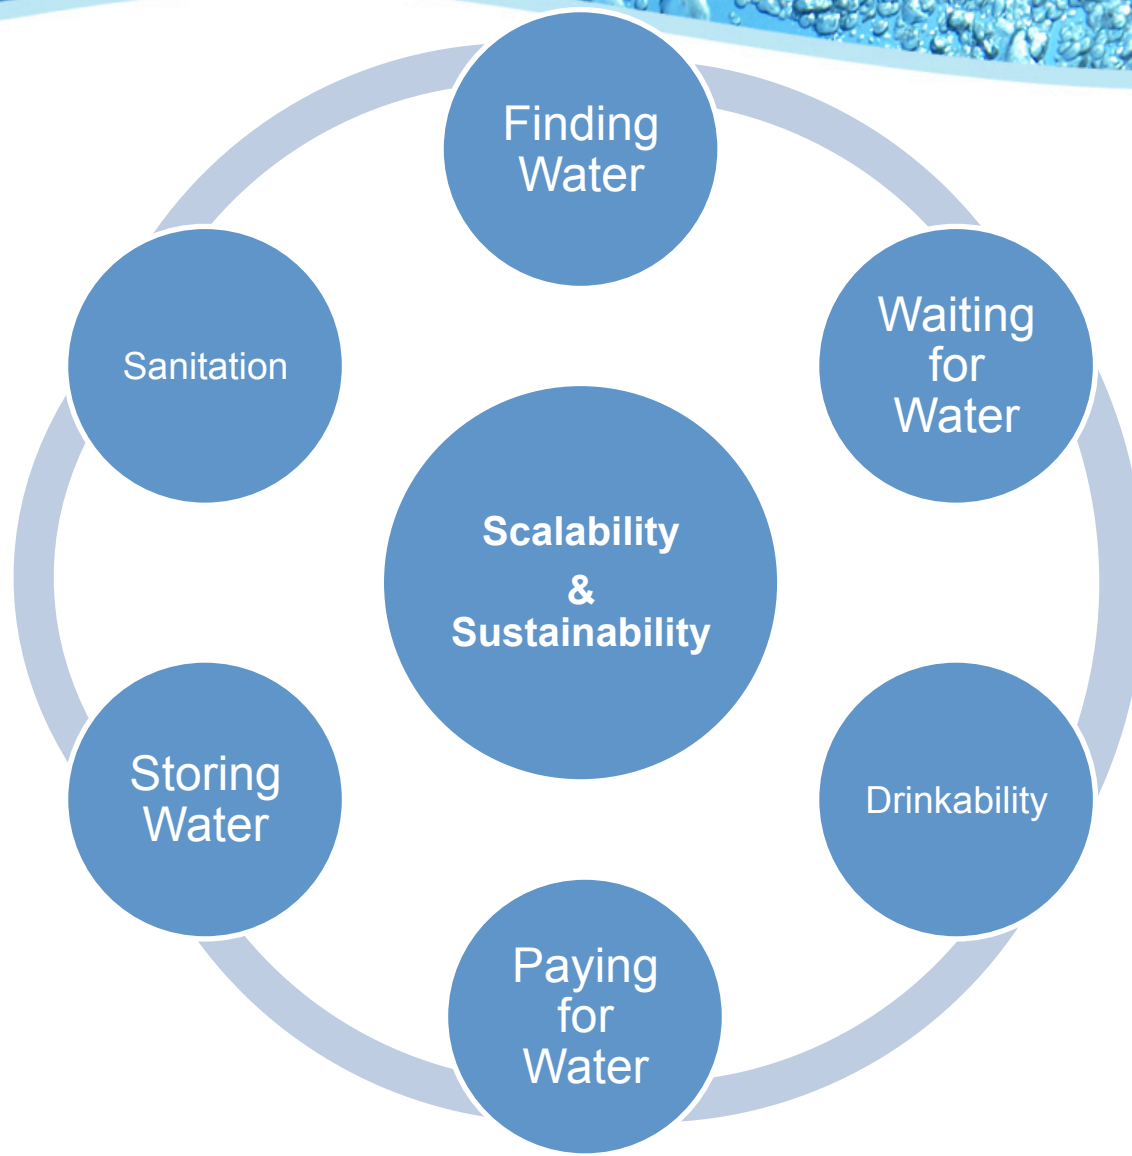 Finding
Water
Waiting
for
Water
Drinkability
Paying
for
Water
Storing
Water
Sanitation
Scalability
&
Sustainability